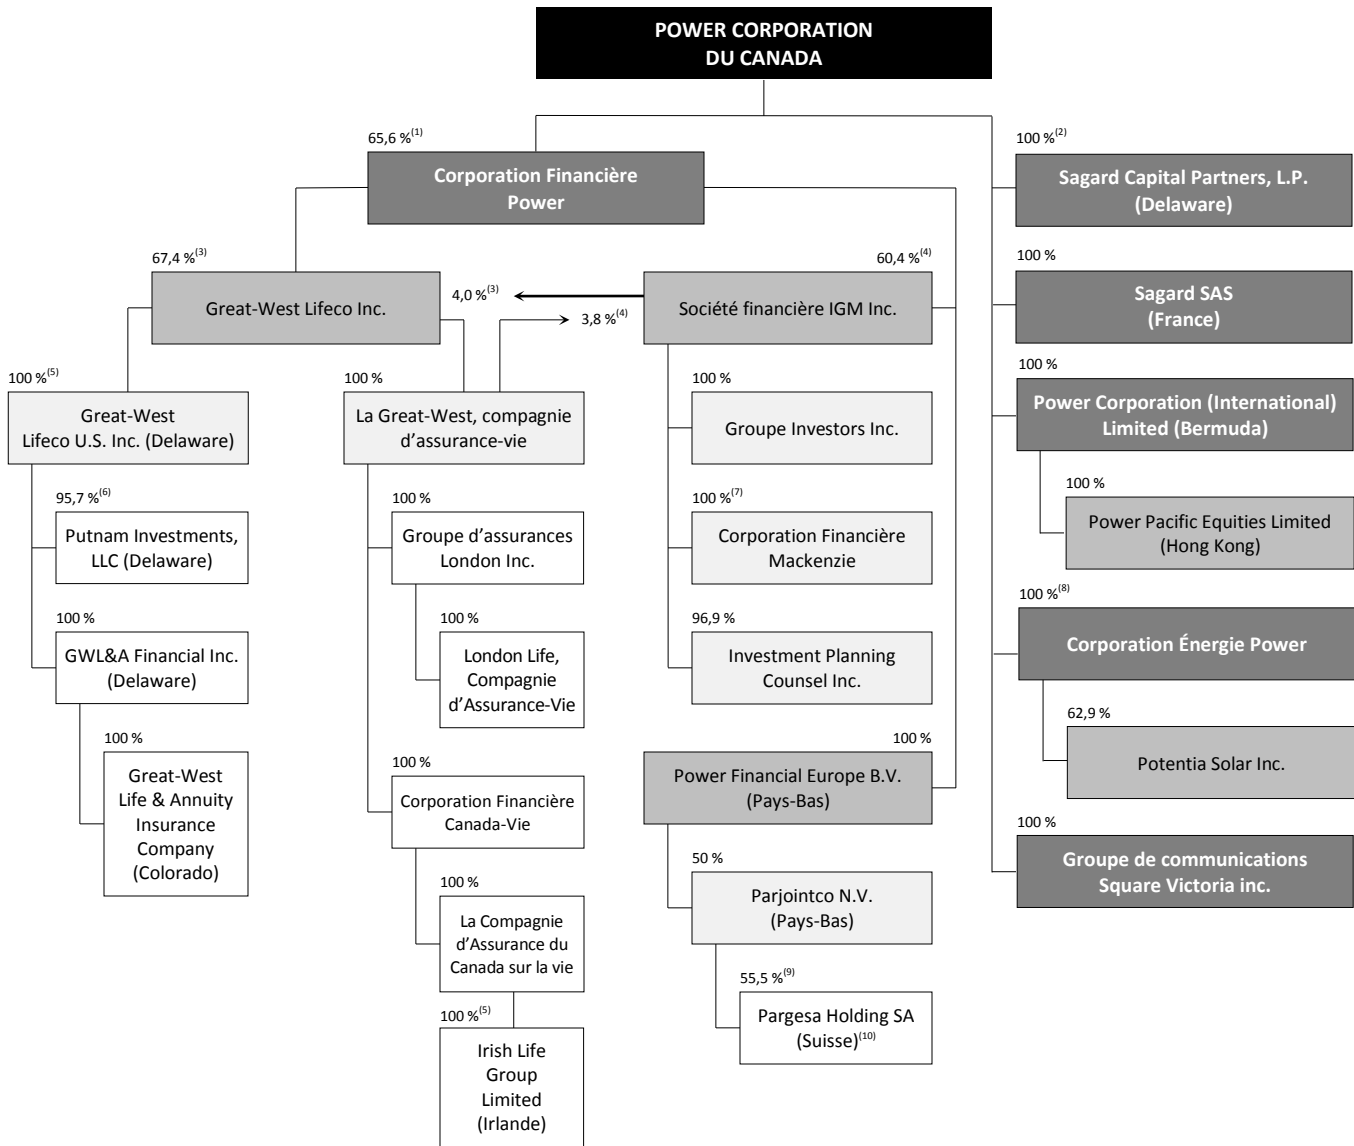 POWER CORPORATION
DU CANADA
65,6 %(1)
Corporation Financière
Power
100 %(2)
Sagard Capital Partners, L.P.
(Delaware)
67,4 %(3)
Great-West Lifeco Inc.
4,0 %(3)
3,8 %(4)
60,4 %(4)
Société financière IGM Inc.
100 %
Sagard SAS
(France)
100 %(5)
Great-West
Lifeco U.S. Inc. (Delaware)
100 %
La Great-West, compagnie
d’assurance-vie
100 %
Groupe Investors Inc.
100 %
Power Corporation (International)
Limited (Bermuda)
95,7 %(6)
Putnam Investments,
LLC (Delaware)
100 %
Groupe d’assurances
London Inc.
100 %(7)
Corporation Financière
Mackenzie
100 %
Power Pacific Equities Limited
(Hong Kong)
100 %
GWL&A Financial Inc.
(Delaware)
100 %
London Life,
Compagnie
d’Assurance-Vie
96,9 %
Investment Planning
Counsel Inc.
100 %(8)
Corporation Énergie Power
100 %
Great-West
Life & Annuity
Insurance
Company
(Colorado)
100 %
Corporation Financière
Canada-Vie
100 %
Power Financial Europe B.V.
(Pays-Bas)
62,9 %
Potentia Solar Inc.
100 %
La Compagnie
d’Assurance du
Canada sur la vie
50 %
Parjointco N.V.
(Pays-Bas)
100 %
Groupe de communications
Square Victoria inc.
100 %(5)
Irish Life
Group
Limited
(Irlande)
55,5 %(9)
Pargesa Holding SA
(Suisse)(10)